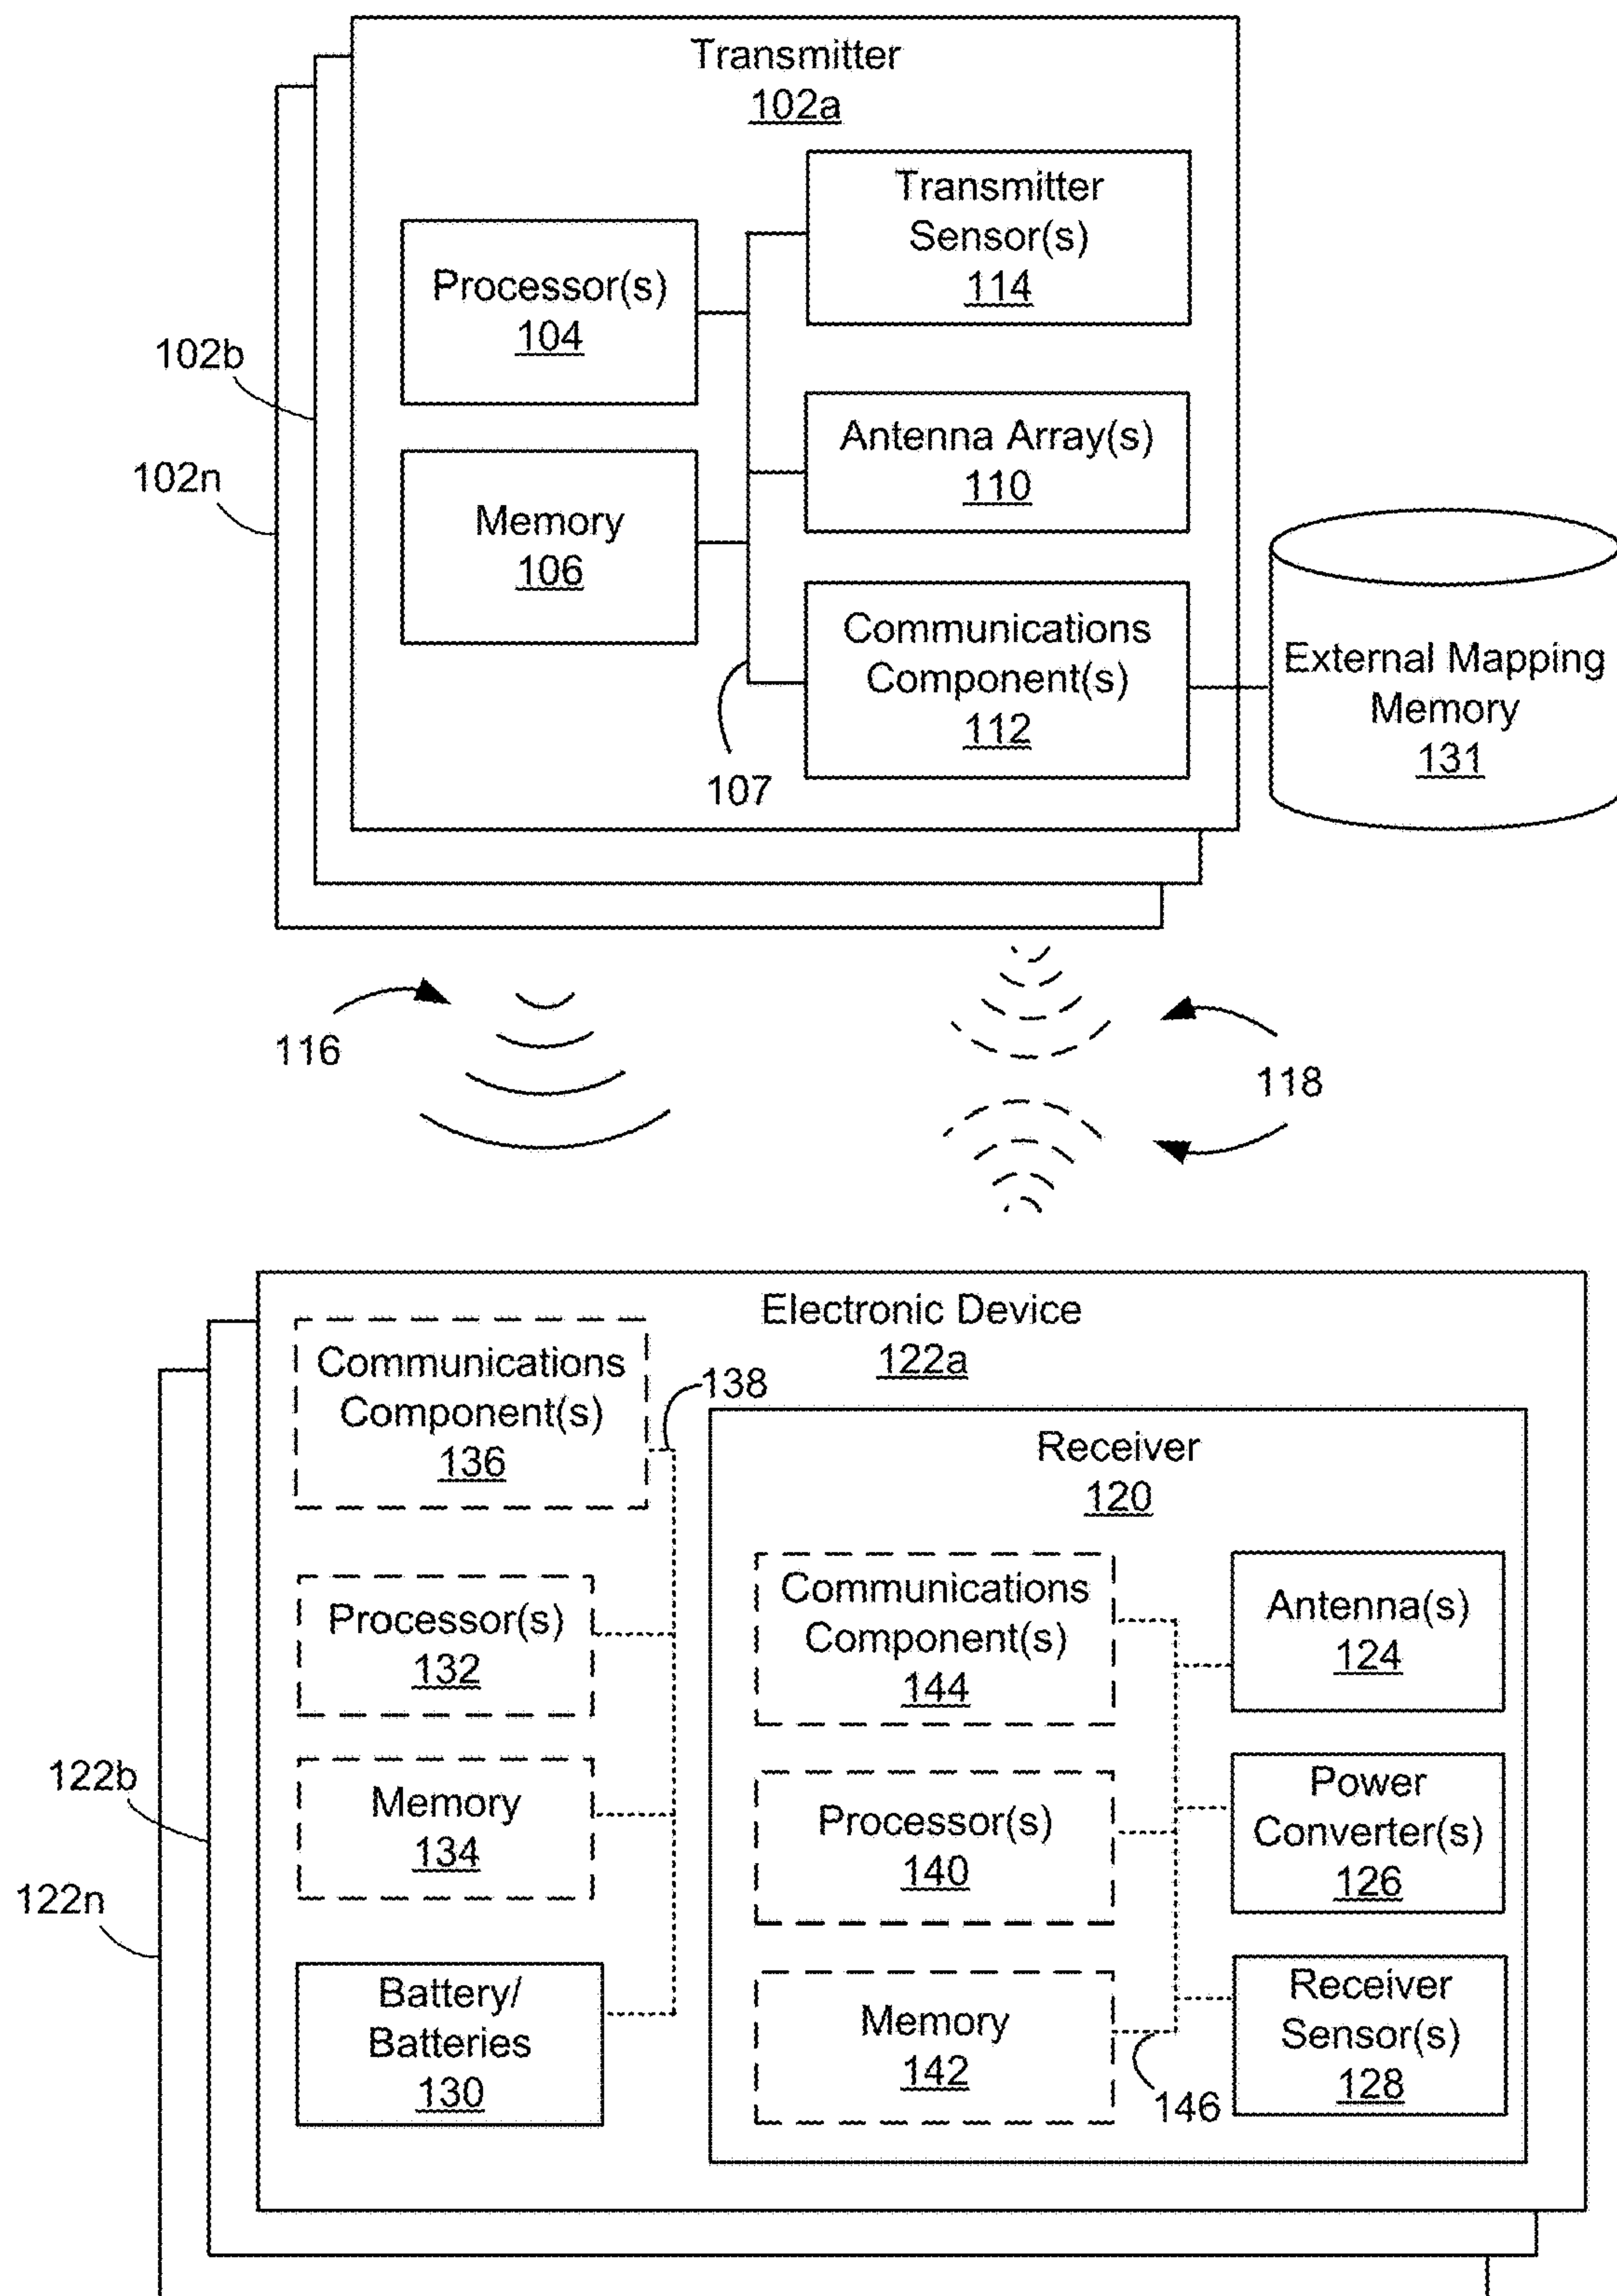 Transmitter
102a
Transmitter
Sensor(s)
114
Processor(s)
104
102b
Antenna Array(s)
110
102n
Memory
106
Communications
Component(s)
112
External Mapping
Memory
131
107
116
118
Electronic Device
122a
Communications
Component(s)
136
138
Receiver
120
Processor(s)
132
Communications
Component(s)
144
Antenna(s)
124
122b
Memory
134
Processor(s)
140
Power
Converter(s)
126
122n
Battery/
Batteries
130
Memory
142
146
Receiver
Sensor(s)
128